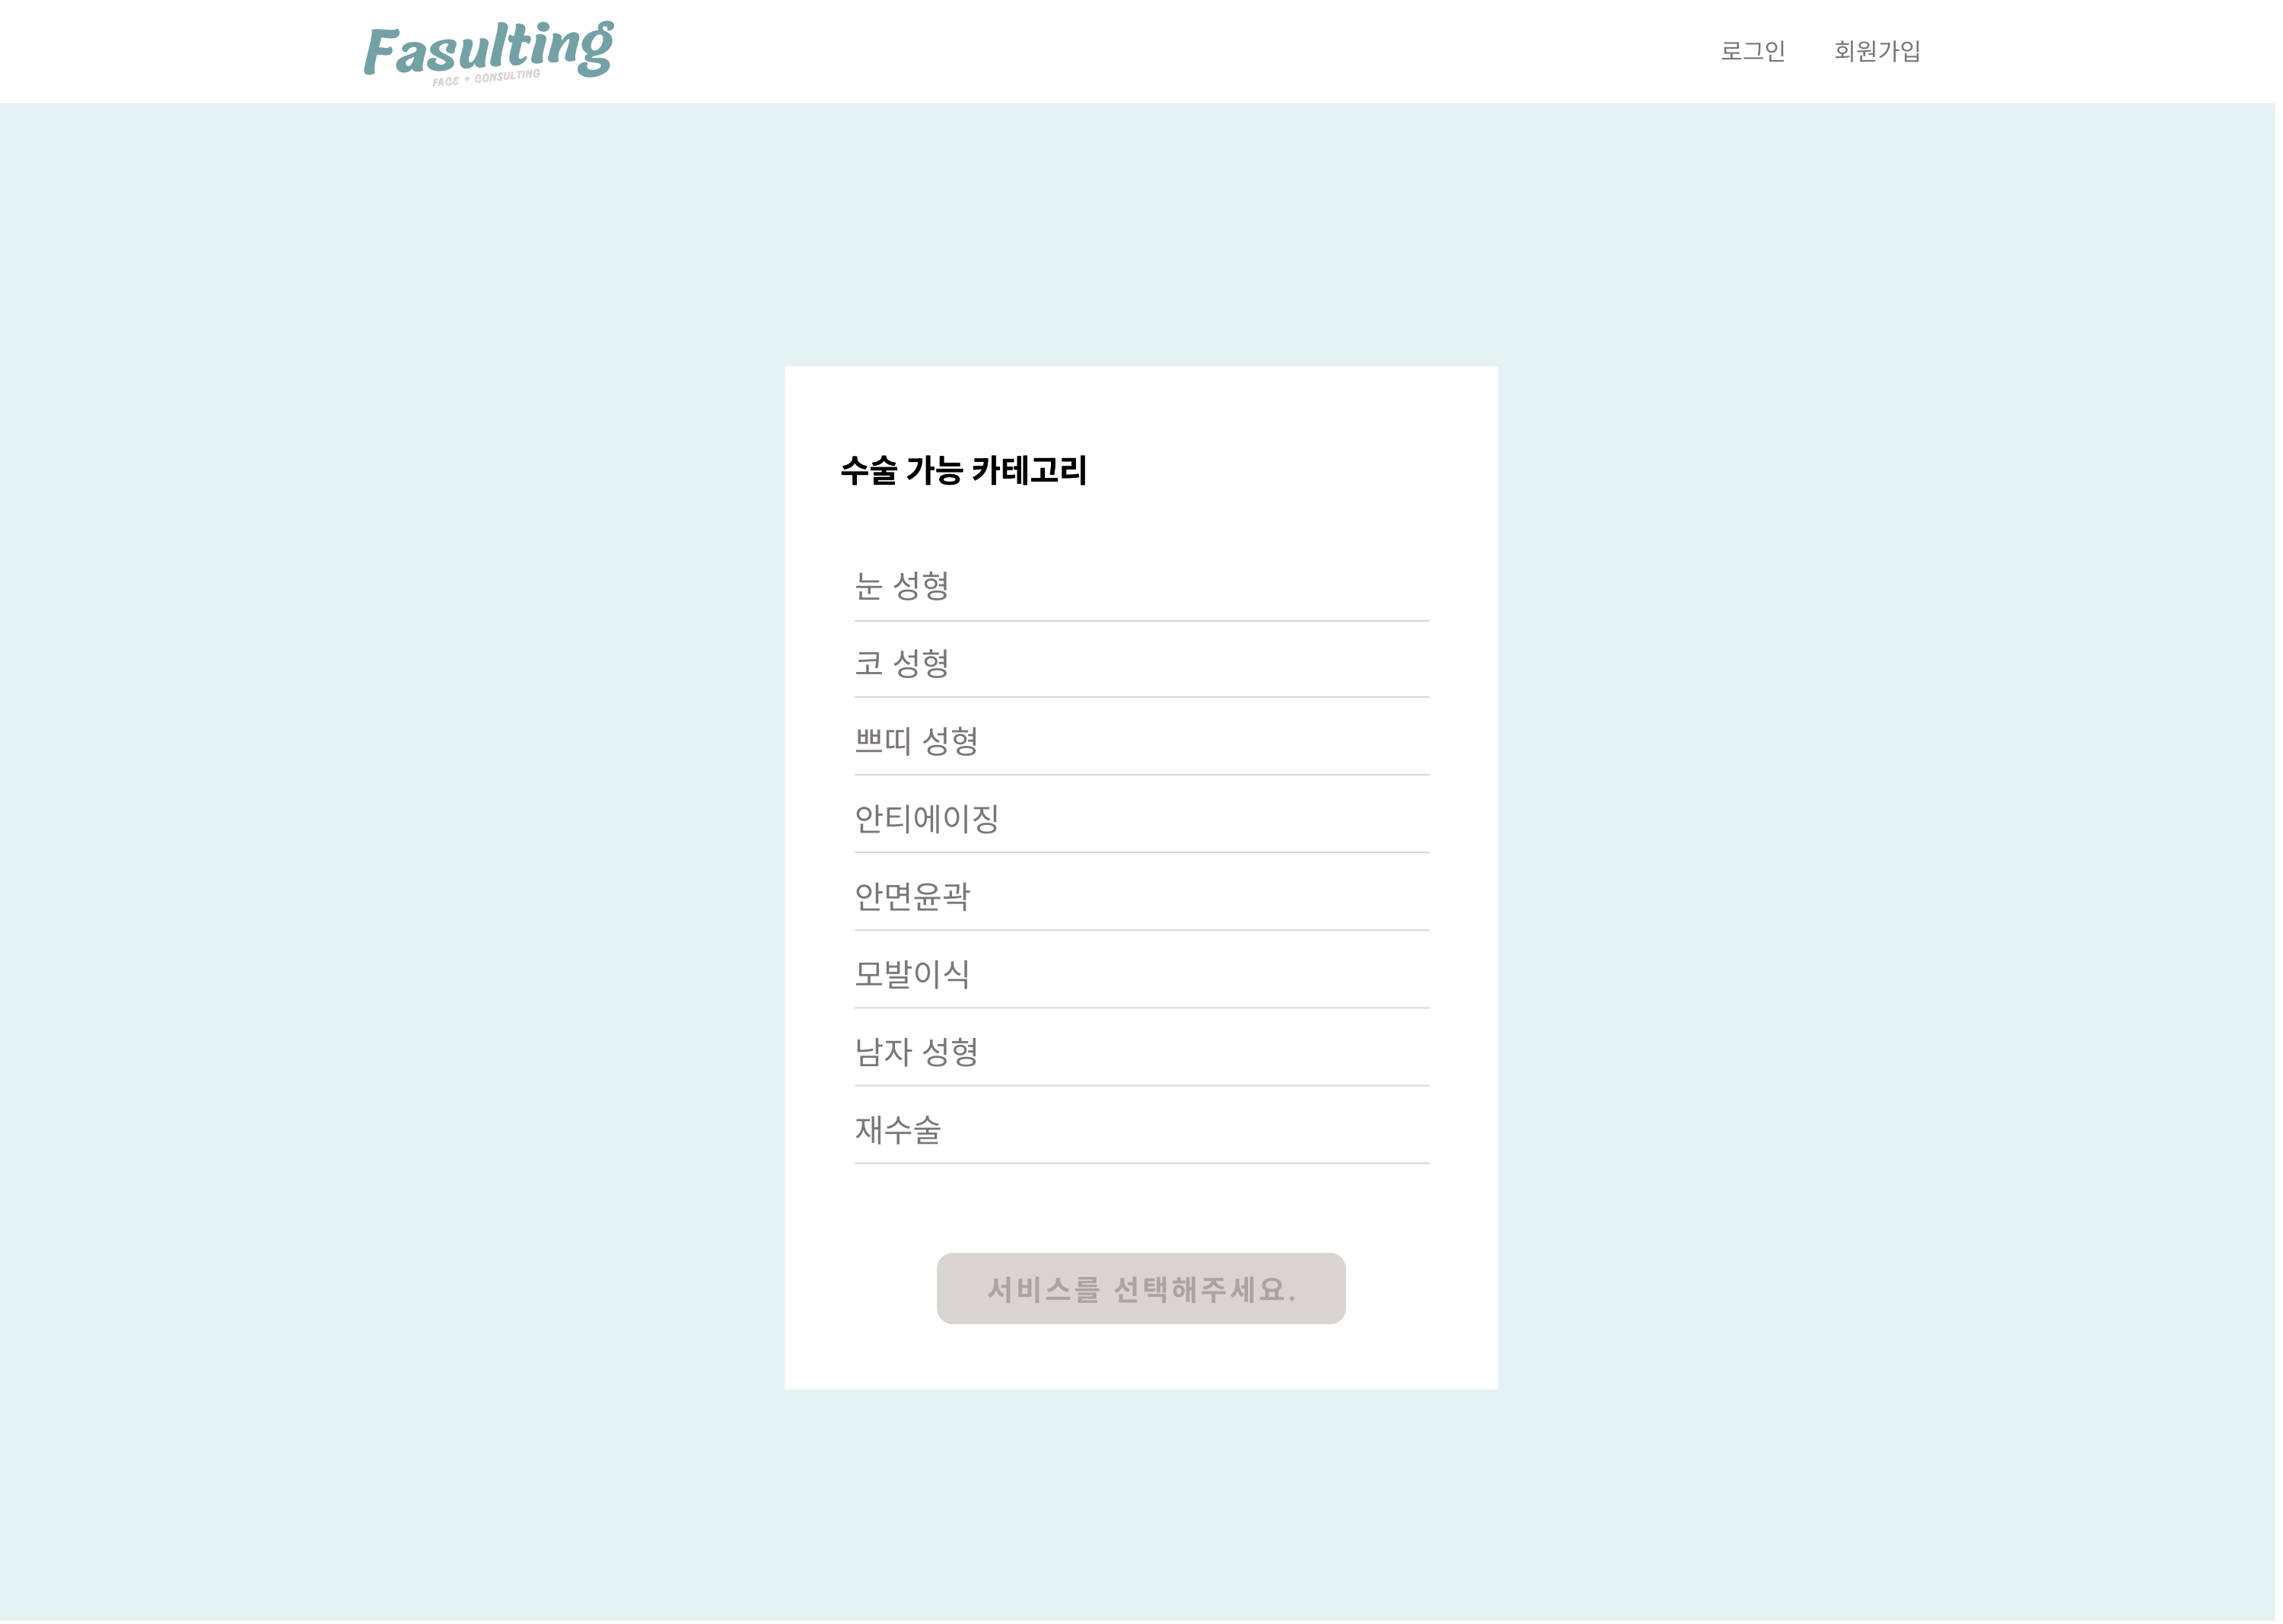 Fasulting
FACE + CONSULTING
로그인 회원가입
수술 가능 카테고리
눈 성형
코 성형
쁘띠 성형
안티에이징
안면윤곽
모발이식
남자 성형
재수술
서비스를 선택해주세요.